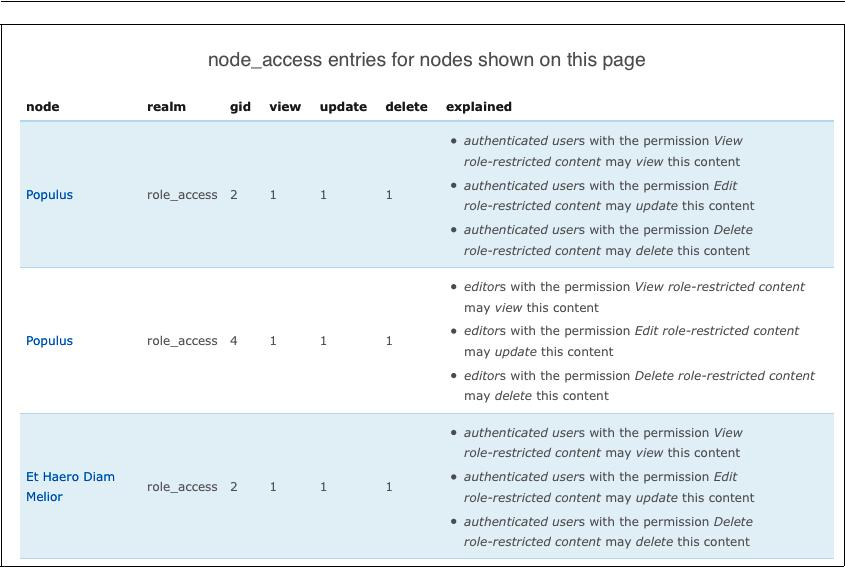 node_access entries for nodes shown on this page
node realm gid view update delete explained
Populus role_access 2 1 1 1
• authenticated users with the permission View
role-restricted content may view this content
• authenticated users with the permission Edit
role-restricted content may update this content
• authenticated users with the permission Delete
role-restricted content may delete this content
Populus role_access 4 1 1 1
• editors with the permission View role-restricted content
may view this content
• editors with the permission Edit role-restricted content
may update this content
• editors with the permission Delete role-restricted content
may delete this content
Et Haero Diam
Melior
role_access 2 1 1 1
• authenticated users with the permission View
role-restricted content may view this content
• authenticated users with the permission Edit
role-restricted content may update this content
• authenticated users with the permission Delete
role-restricted content may delete this content